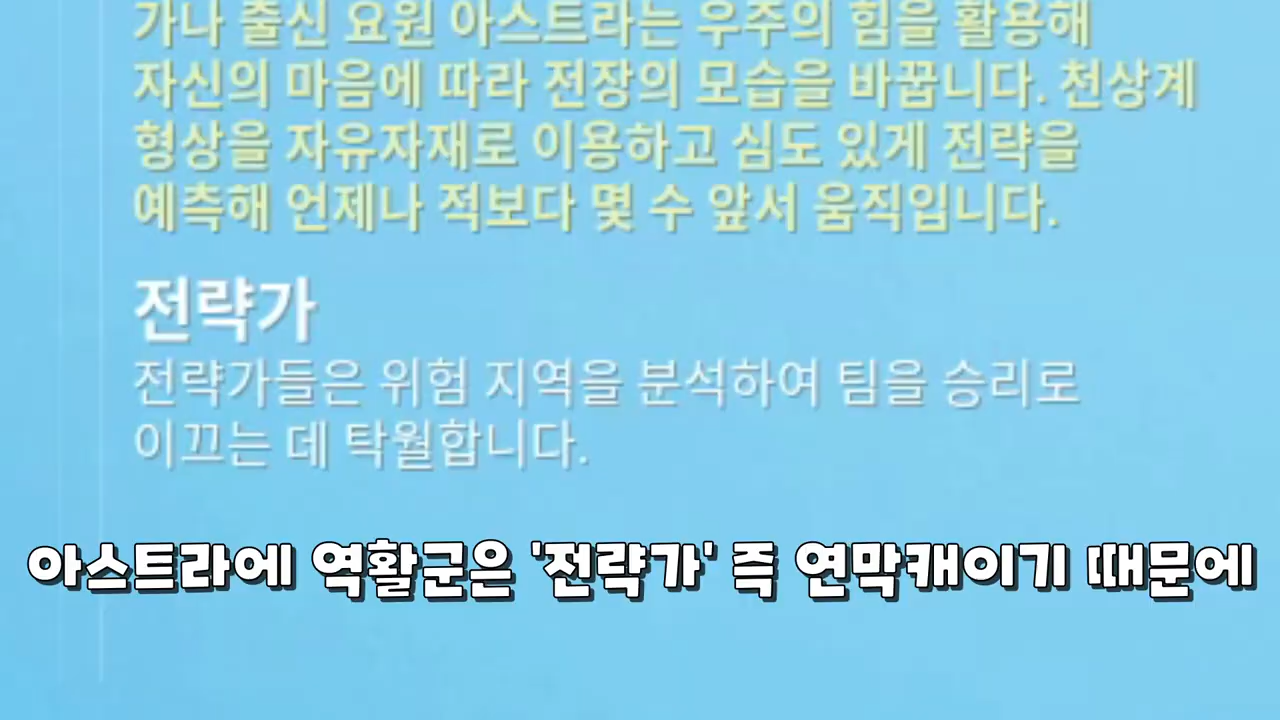 가나 출신 요원 아스트라는 우주의 힘을 활용해
자신의 마음에 따라 전장의 모습을 바꿉니다. 천상계
형상을 자유자재로 이용하고 심도 있게 전략을
예측해 언제나 적보다 몇 수 앞서 움직입니다.
전략가
전략가들은 위험 지역을 분석하여 팀을 승리로
이끄는 데 탁월합니다.
아스트라에 역활군은 '전략가' 즉 연막캐이기 때문에